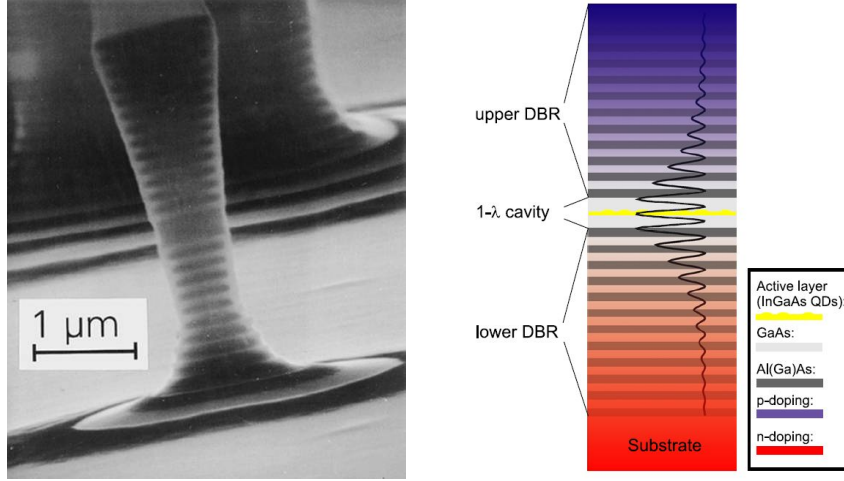 1 μm
upper DBR
1-λ cavity
lower DBR
Substrate
Active layer
(InGaAs QDs):
GaAs:
Al(Ga)As:
p-doping:
n-doping: